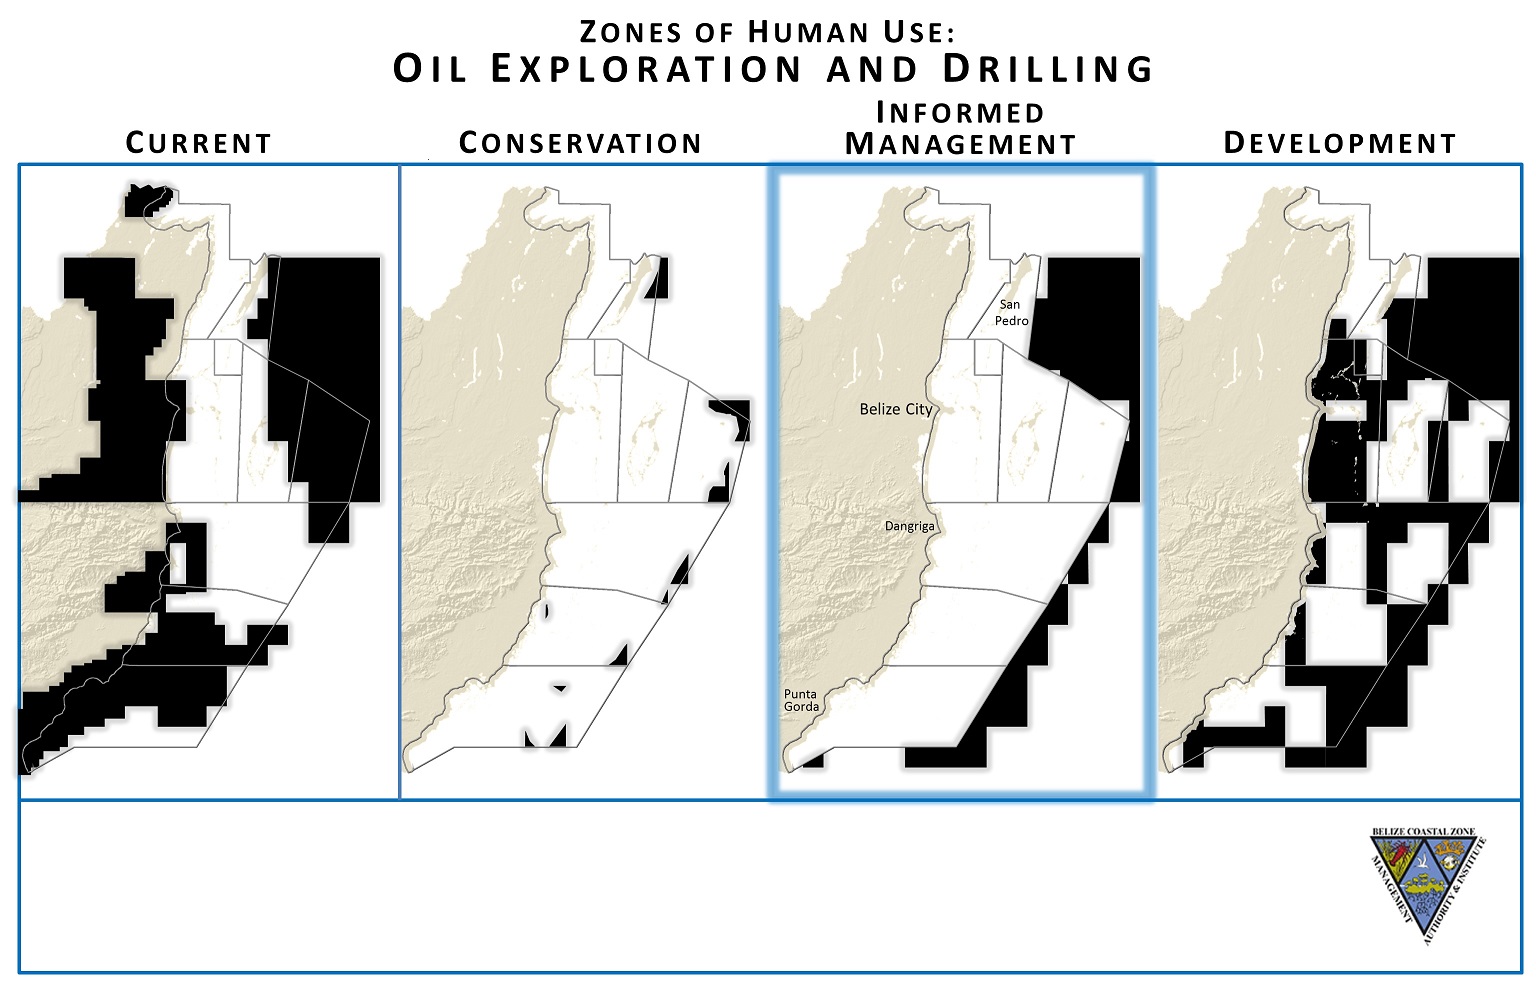 ZONES OF HUMAN USE:
OIL EXPLORATION AND DRILLING
CURRENT
CONSERVATION
INFORMED
MANAGEMENT
DEVELOPMENT
San
Pedro
Belize City
Dangriga
Punta
Gorda
BELIZE COASTAL ZONE
MANAGEMENT
AUTHORITY & INSTITUTE